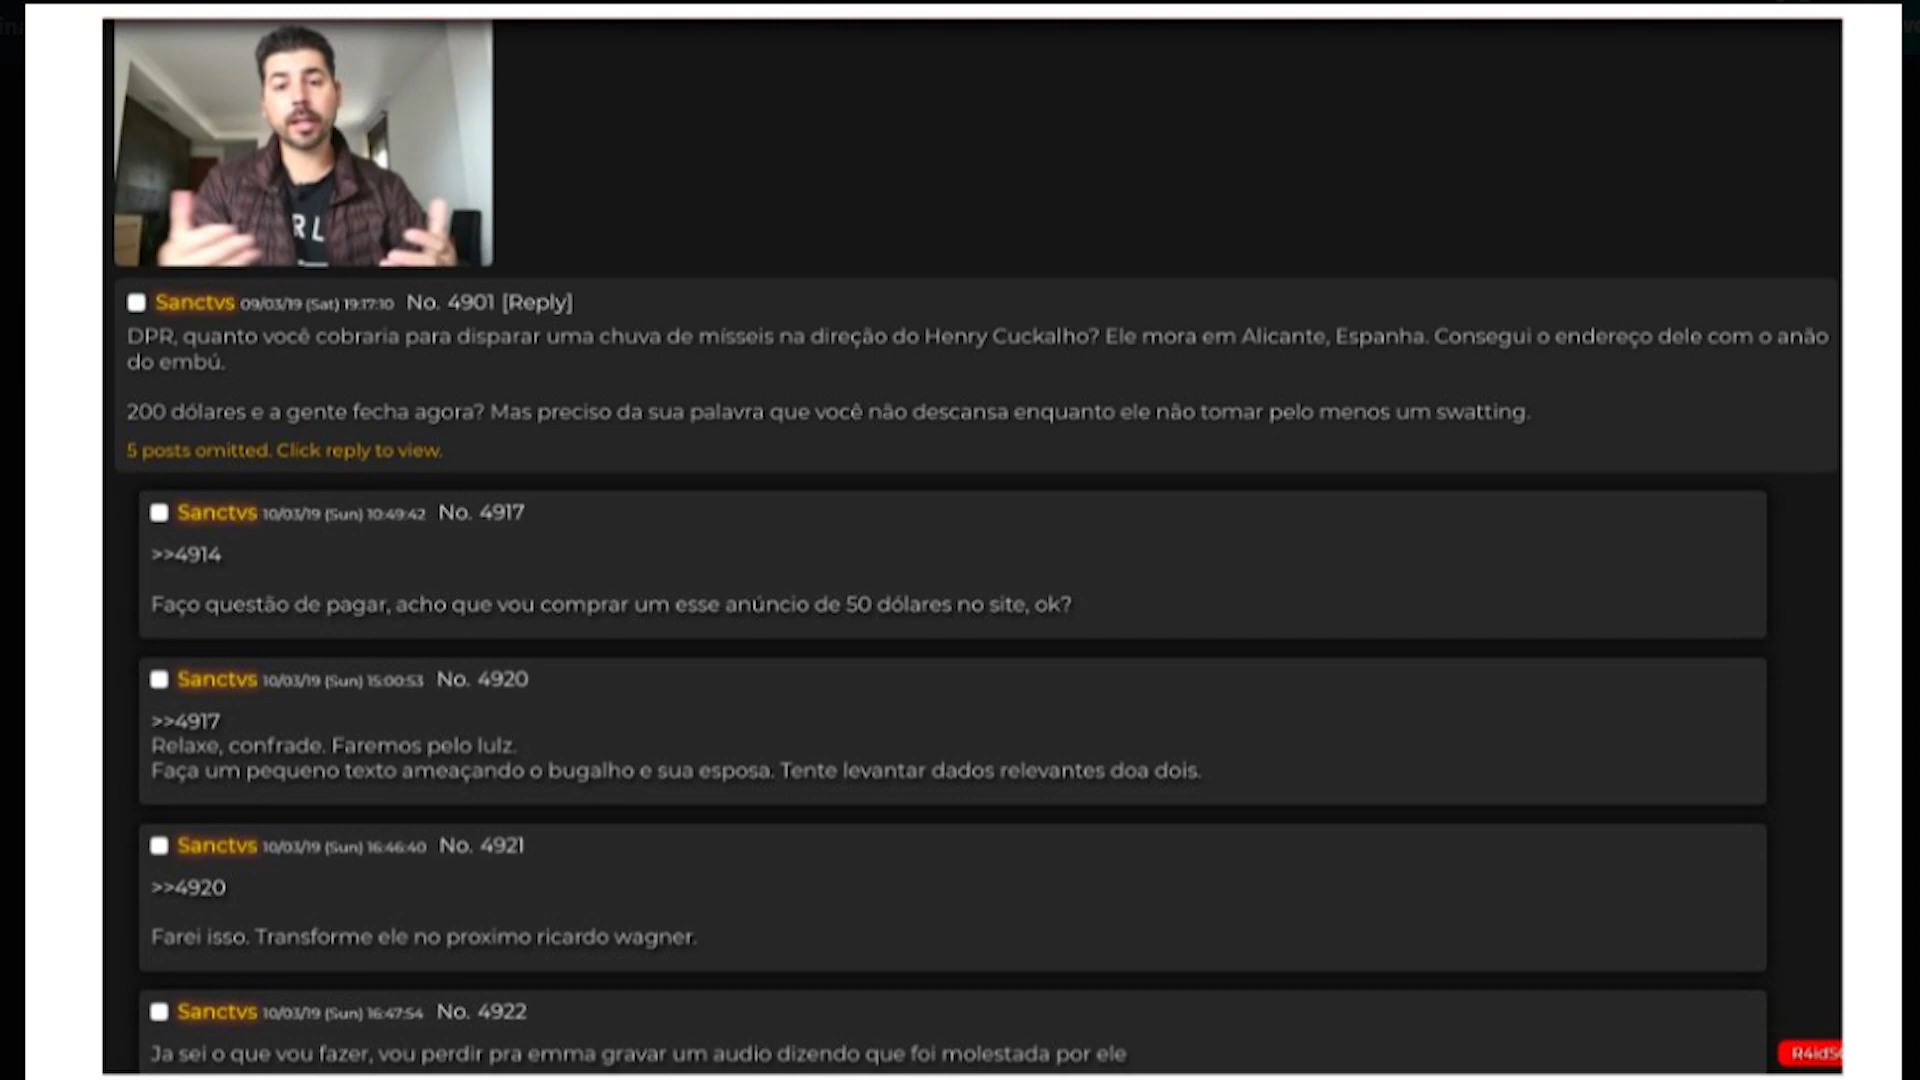 R L
Sanctvs 09/03/19 (Sat) 19:17:10 No. 4901 [Reply]
DPR, quanto você cobraria para disparar uma chuva de mísseis na direção do Henry Cuckalho? Ele mora em Alicante, Espanha. Consegui o endereço dele com o anão
do embú.
200 dólares e a gente fecha agora? Mas preciso da sua palavra que você não descansa enquanto ele não tomar pelo menos um swatting.
5 posts omitted. Click reply to view.
Sanctvs 10/03/19 (Sun) 10:49:42 No. 4917
>>4914
Faço questão de pagar, acho que vou comprar um esse anúncio de 50 dólares no site, ok?
Sanctvs 10/03/19 (Sun) 15:00:53 No. 4920
>>4917
Relaxe, confrade. Faremos pelo lulz.
Faça um pequeno texto ameaçando o bugalho e sua esposa. Tente levantar dados relevantes doa dois.
Sanctvs 10/03/19 (Sun) 16:46:40 No. 4921
>>4920
Farei isso. Transforme ele no proximo ricardo wagner.
Sanctvs 10/03/19 (Sun) 16:47:54 No. 4922
Ja sei o que vou fazer, vou perdir pra emma gravar um audio dizendo que foi molestada por ele